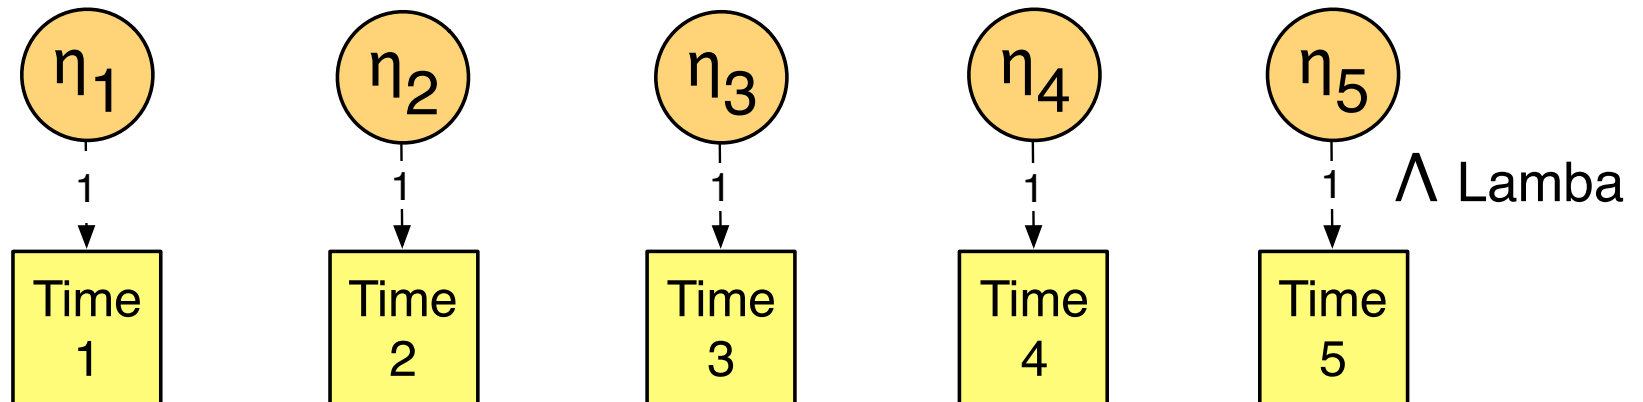 η1 η2 η3 η4 η5
1 1 1 1 1 Λ Lamba
Time Time Time Time Time
1 2 3 4 5